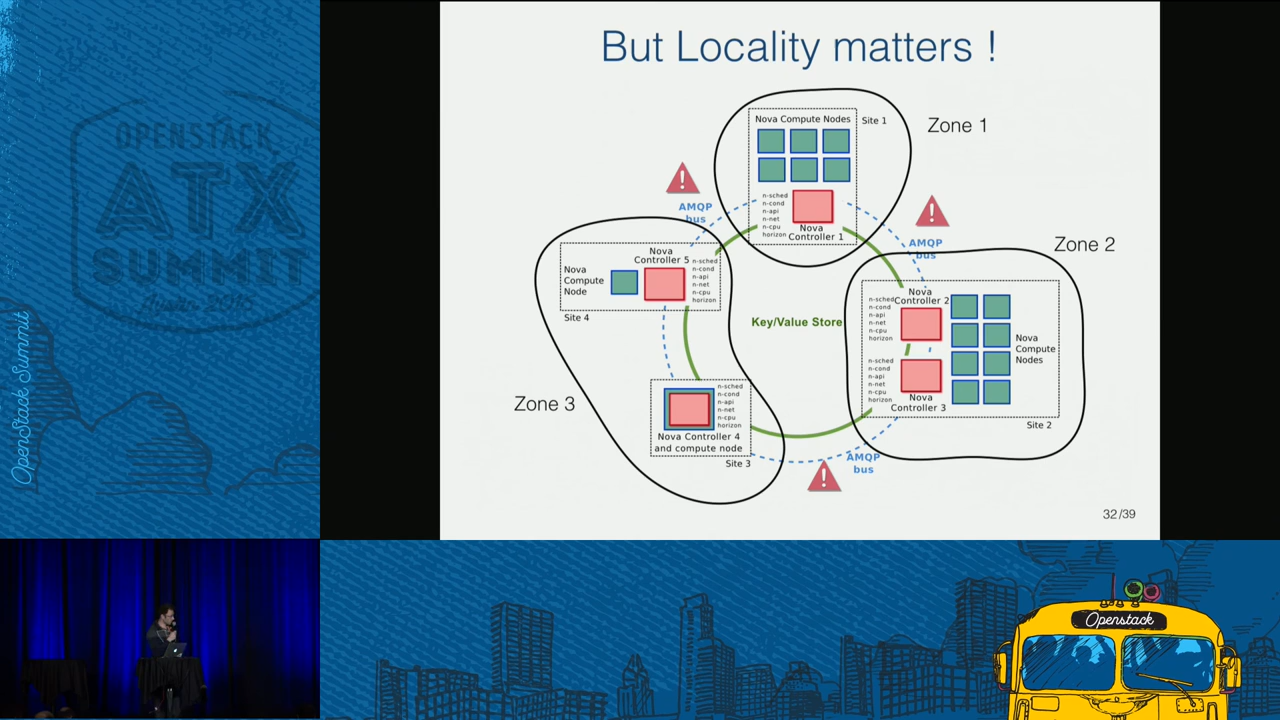 But Locality matters !
Nova Compute Nodes
Site 1
Zone 1
n-sched
n-cond
n-api
n-net
n-cpu
horizon
Nova
Controller 1
AMQP
bus
AMQP
bus
Zone 2
Nova
Controller 5
n-sched
n-cond
n-api
n-net
n-cpu
horizon
Nova
Compute
Node
Site 4
Key/Value Store
Nova
Controller 2
n-sched
n-cond
n-api
n-net
n-cpu
horizon
n-sched
n-cond
n-api
n-net
n-cpu
horizon
Nova
Controller 3
Nova
Compute
Nodes
Site 2
Zone 3
n-sched
n-cond
n-api
n-net
n-cpu
horizon
Nova Controller 4
and compute node
Site 3
AMQP
bus
32/39
OPENSTACK
ATX
OpenStack Summit
Openstack